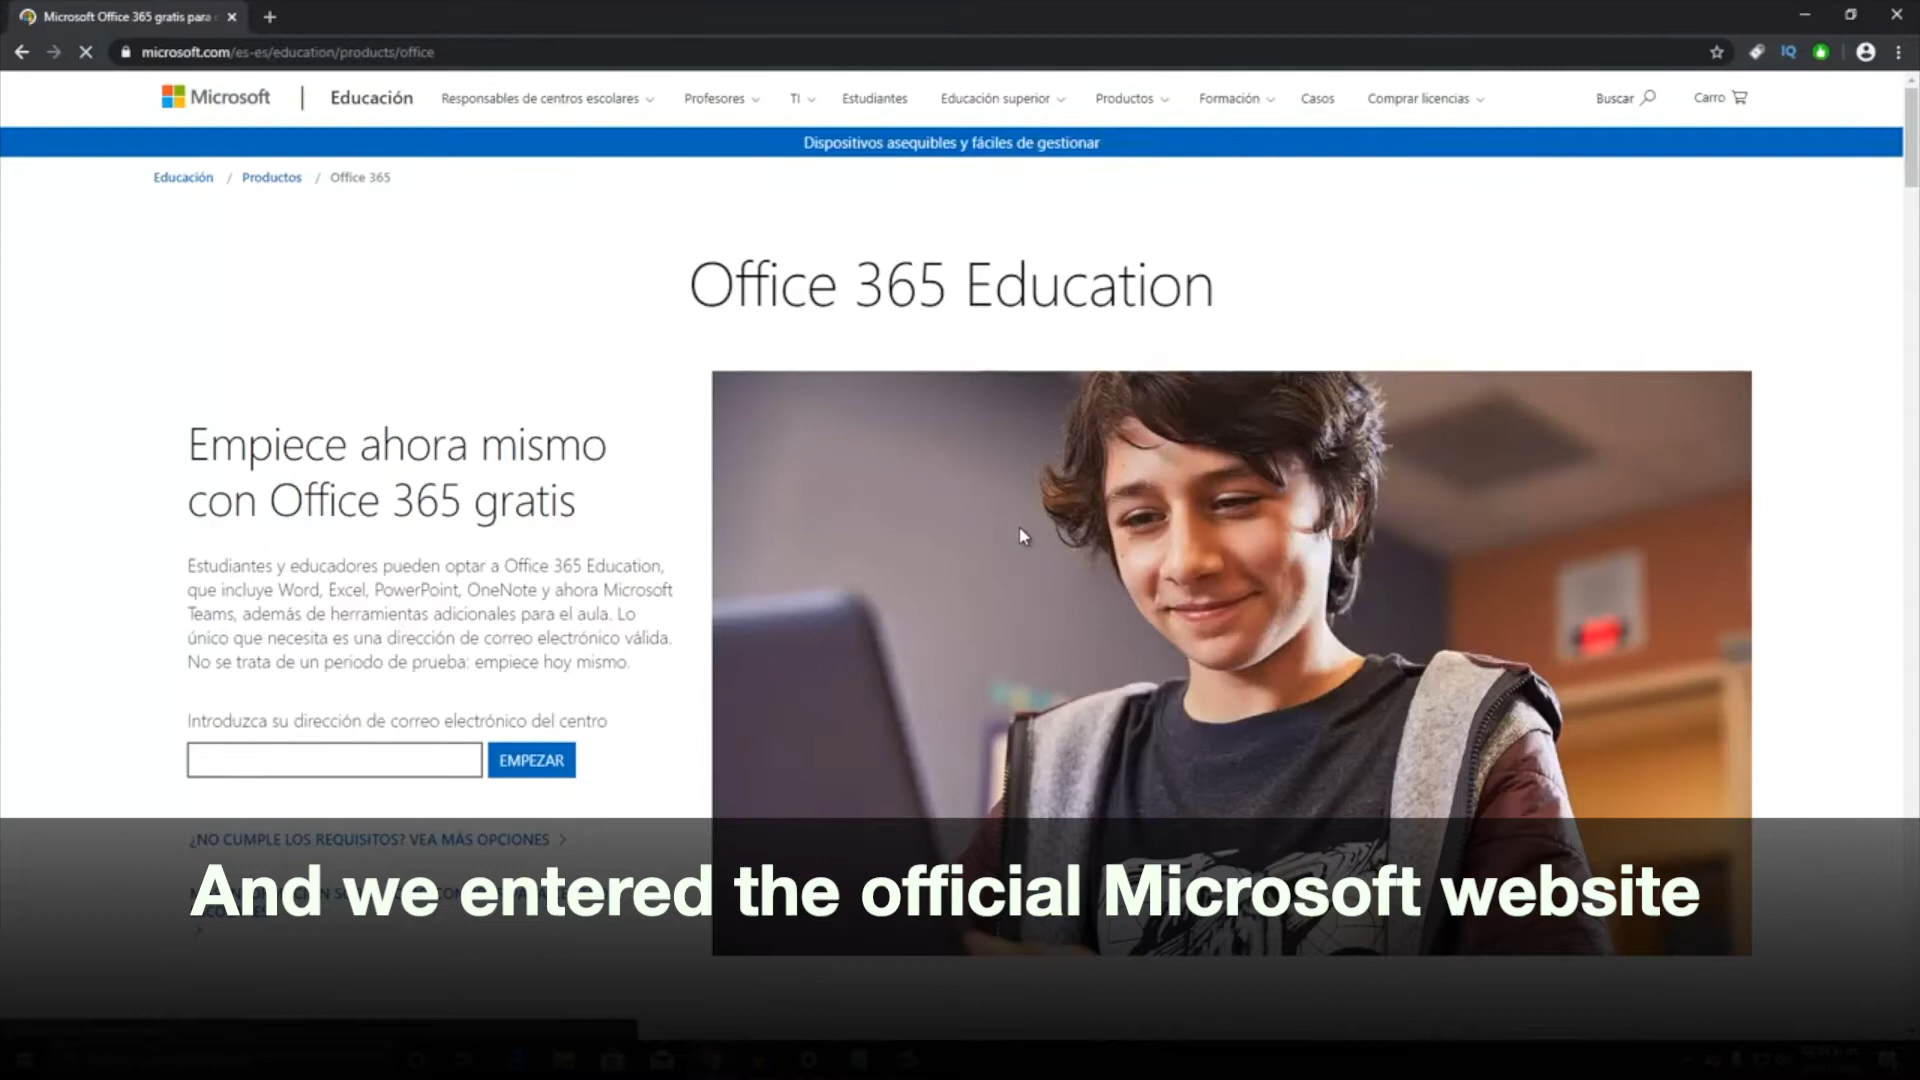 Microsoft Office 365 gratis para
microsoft.com/es-es/education/products/office
IQ
Microsoft
Educación
Responsables de centros escolares
Profesores
TI
Estudiantes
Educación superior
Productos
Formación
Casos
Comprar licencias
Buscar
Carro
Dispositivos asequibles y fáciles de gestionar
Educación / Productos / Office 365
Office 365 Education
Empiece ahora mismo
con Office 365 gratis
Estudiantes y educadores pueden optar a Office 365 Education,
que incluye Word, Excel, PowerPoint, OneNote y ahora Microsoft
Teams, además de herramientas adicionales para el aula. Lo
único que necesita es una dirección de correo electrónico válida.
No se trata de un periodo de prueba: empiece hoy mismo.
Introduzca su dirección de correo electrónico del centro
EMPEZAR
¿NO CUMPLE LOS REQUISITOS? VEA MÁS OPCIONES
And we entered the official Microsoft website